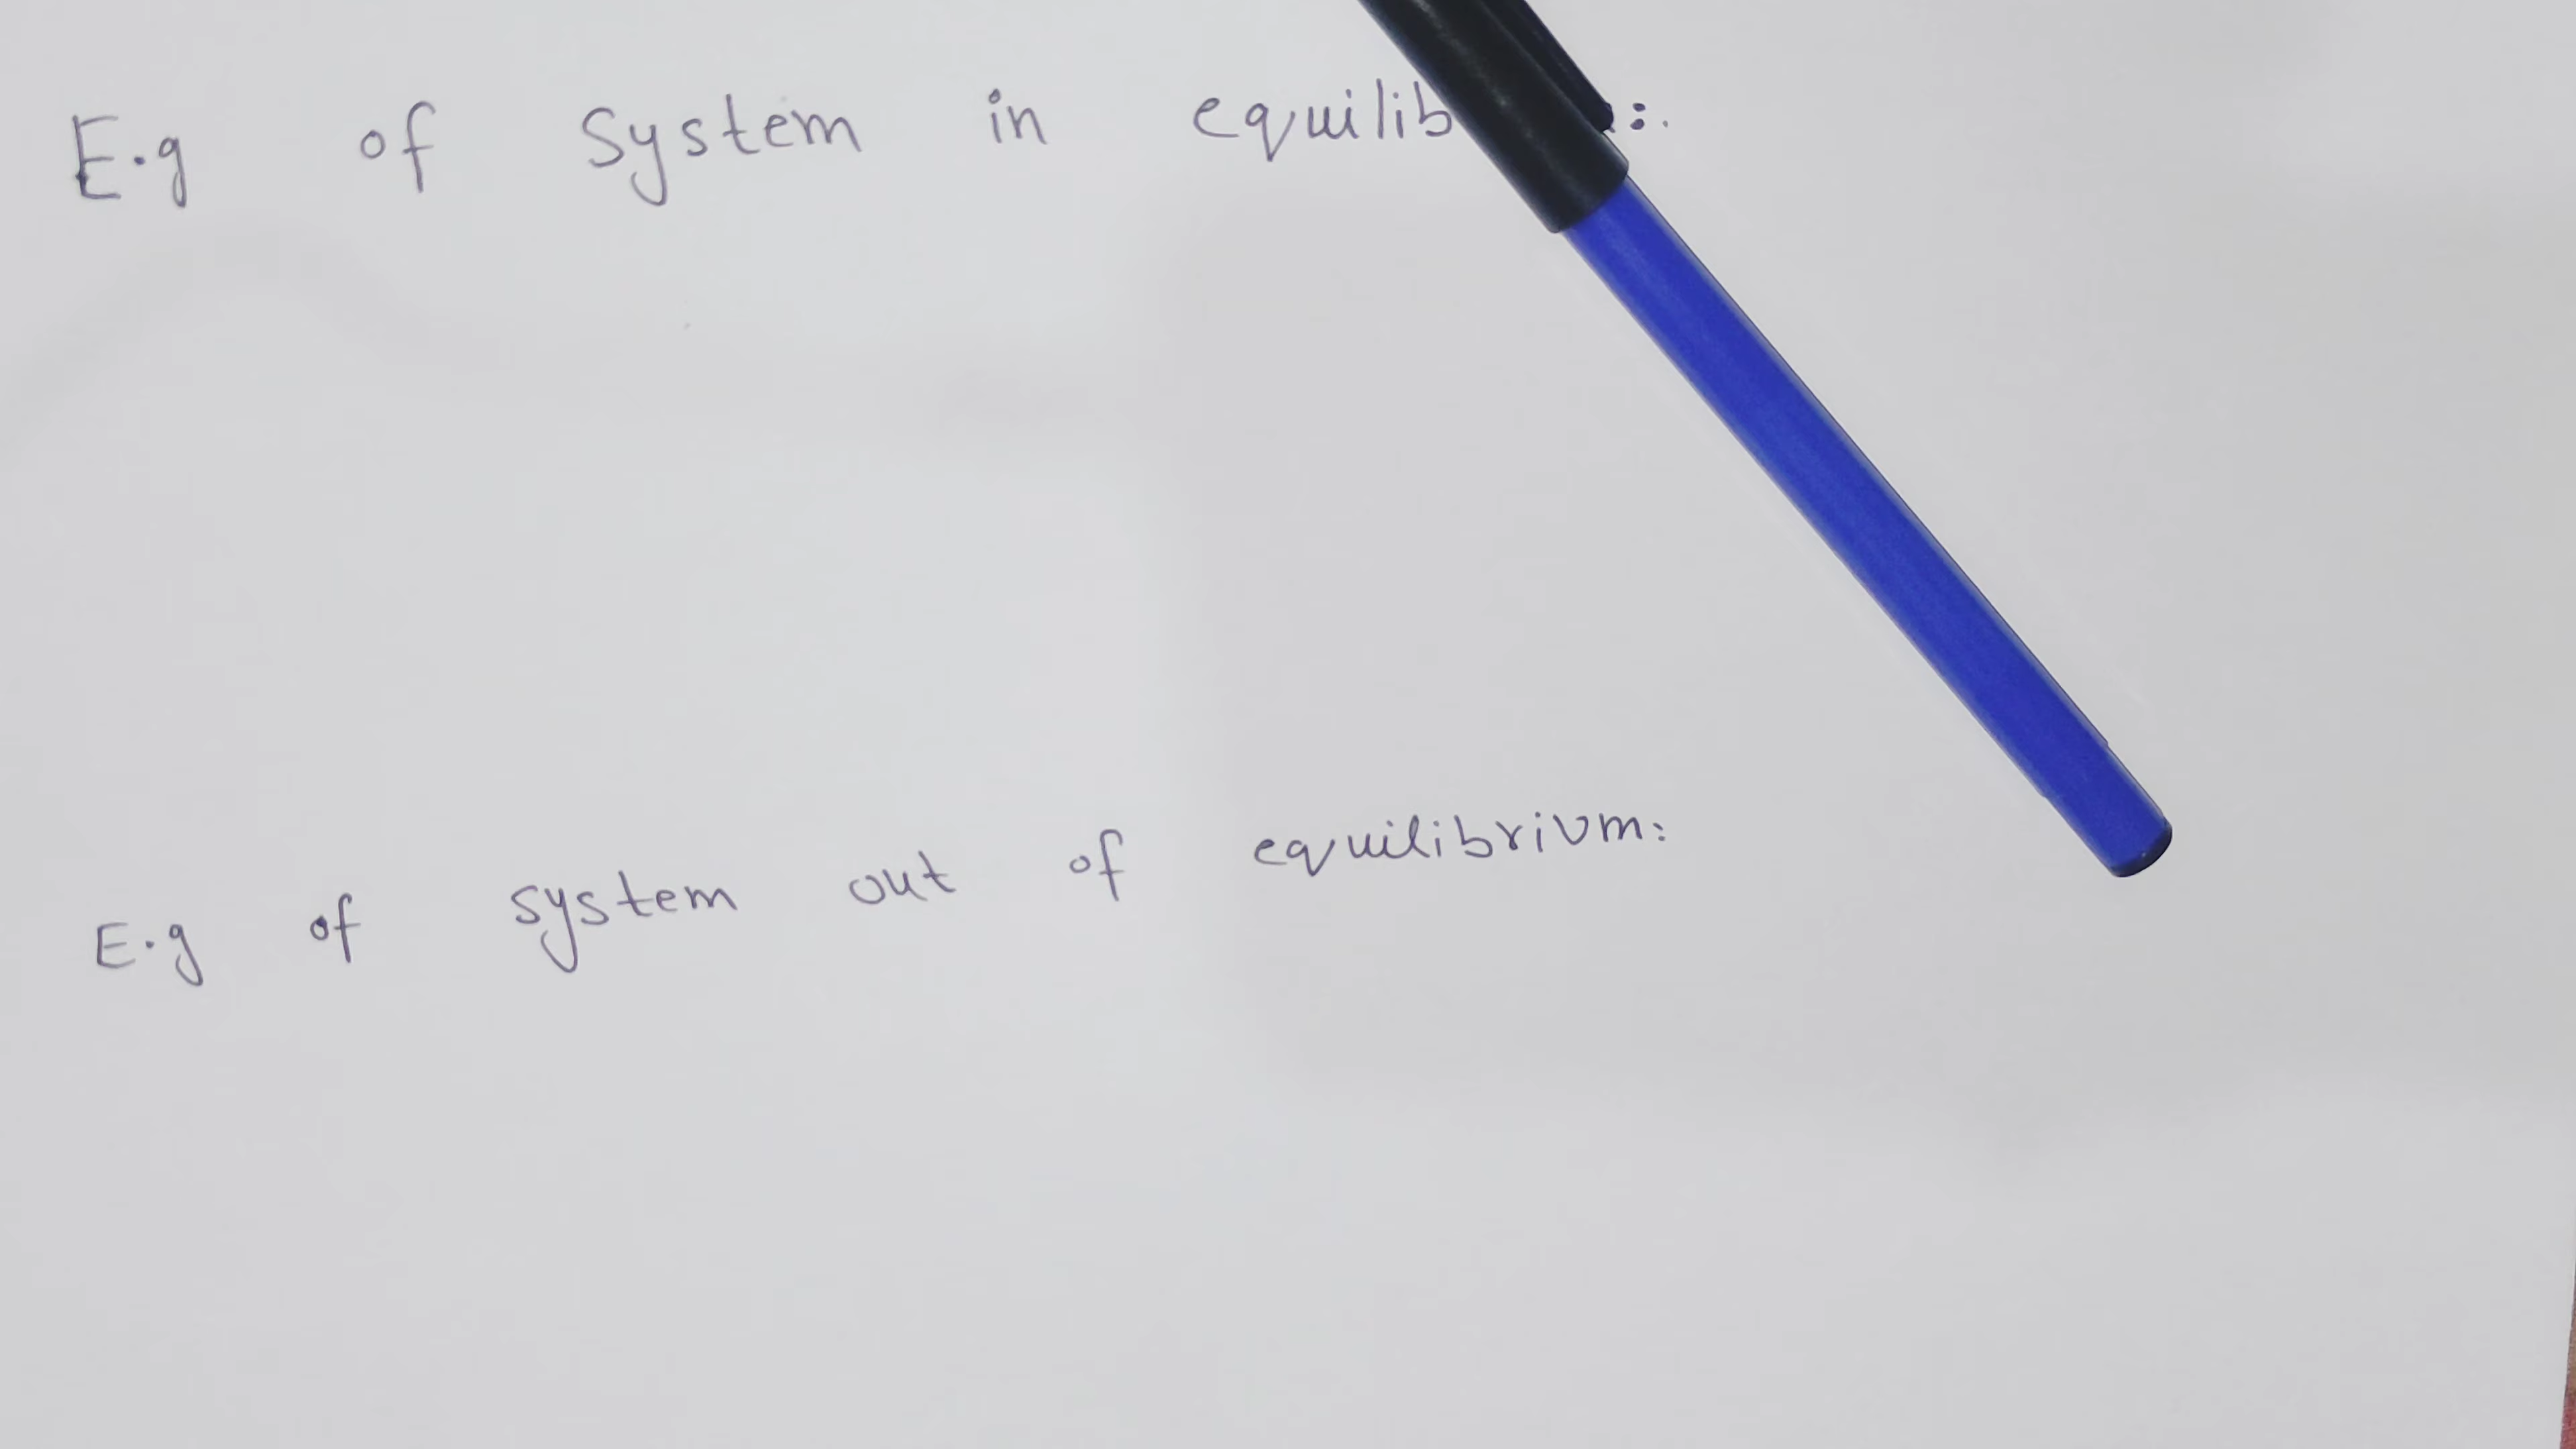 E.g of System in equilib :.
E.g of system out of equilibrium: